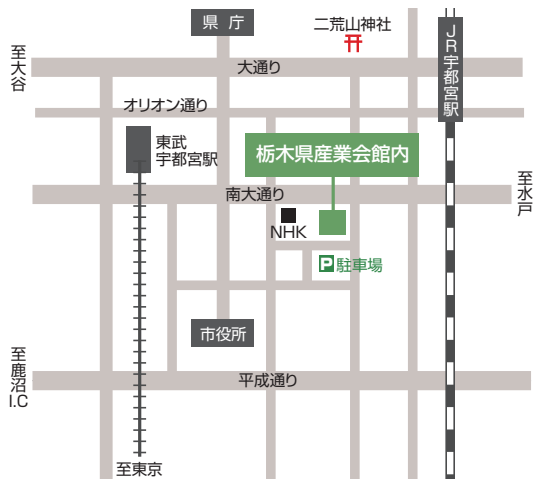 県 庁
二荒山神社
JR宇都宮駅
至大谷
大通り
オリオン通り
東武
宇都宮駅
栃木県産業会館内
至水戸
南大通り
NHK
P駐車場
市役所
至鹿沼I.C
平成通り
至東京